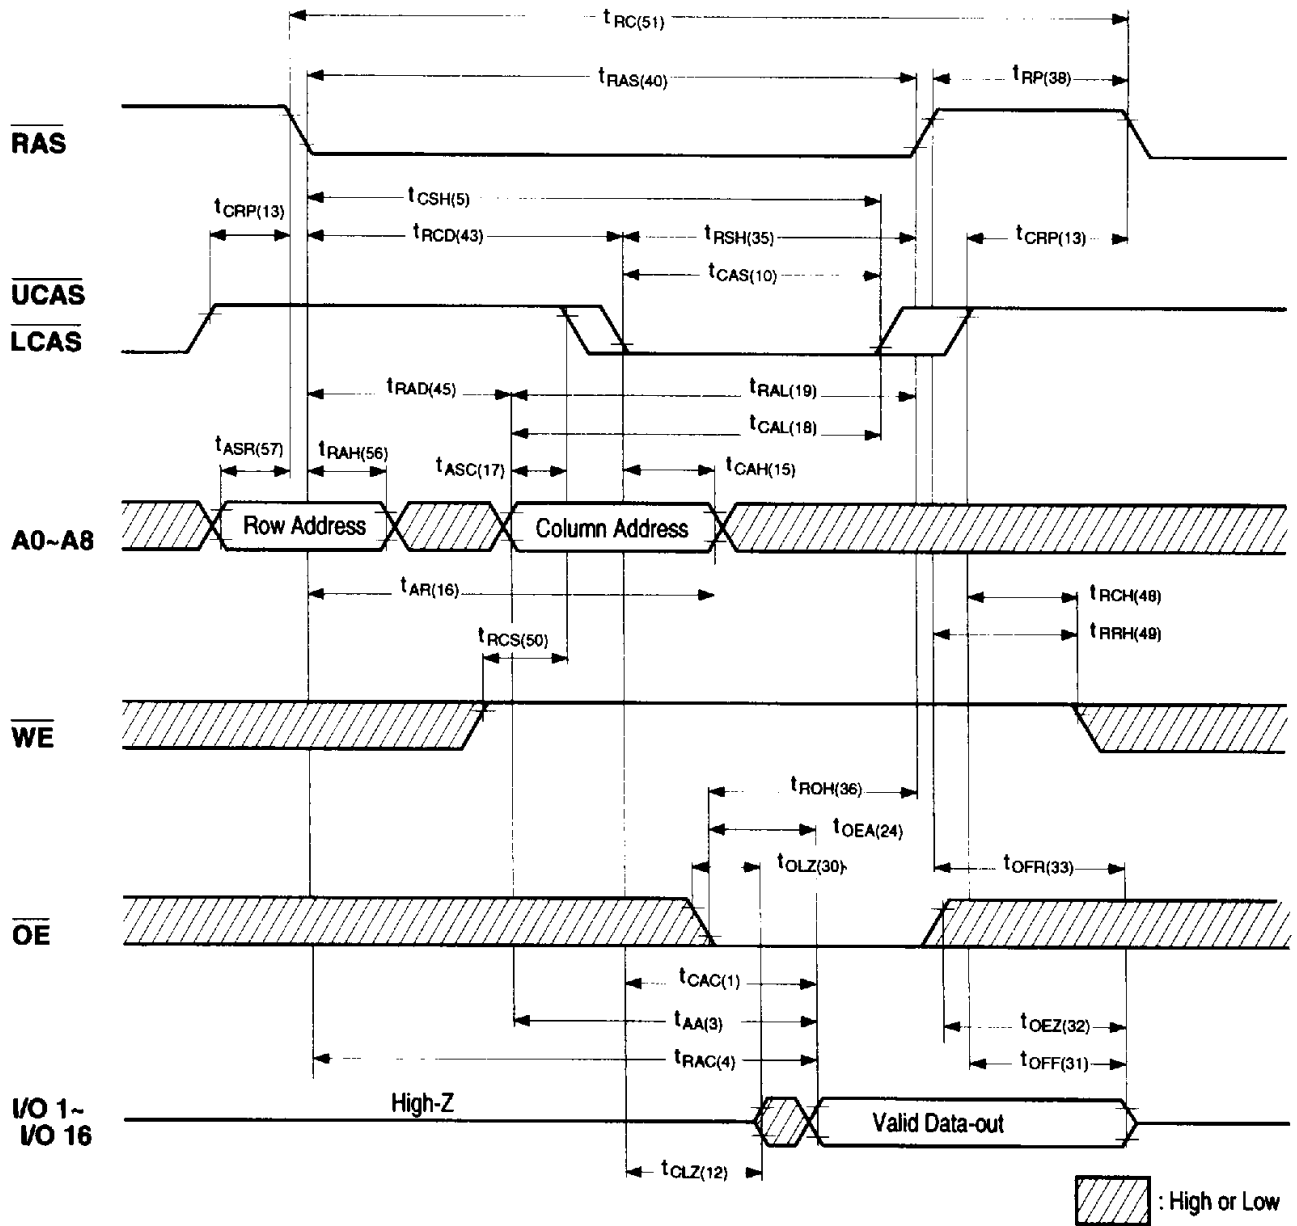 tRC(51)
tRAS(40)
tRP(38)
RAS
tCRP(13)
tCSH(5)
tRCD(43)
tRSH(35)
tCRP(13)
tCAS(10)
UCAS
LCAS
tRAD(45)
tRAL(19)
tCAL(18)
tASR(57)
tRAH(56)
tASC(17)
tCAH(15)
A0~A8
Row Address
Column Address
tAR(16)
tRCH(48)
tRCS(50)
tRRH(49)
WE
tROH(36)
tOEA(24)
tOLZ(30)
tOFR(33)
OE
tCAC(1)
tAA(3)
tOEZ(32)
tRAC(4)
tOFF(31)
I/O 1~
I/O 16
High-Z
Valid Data-out
tCLZ(12)
: High or Low